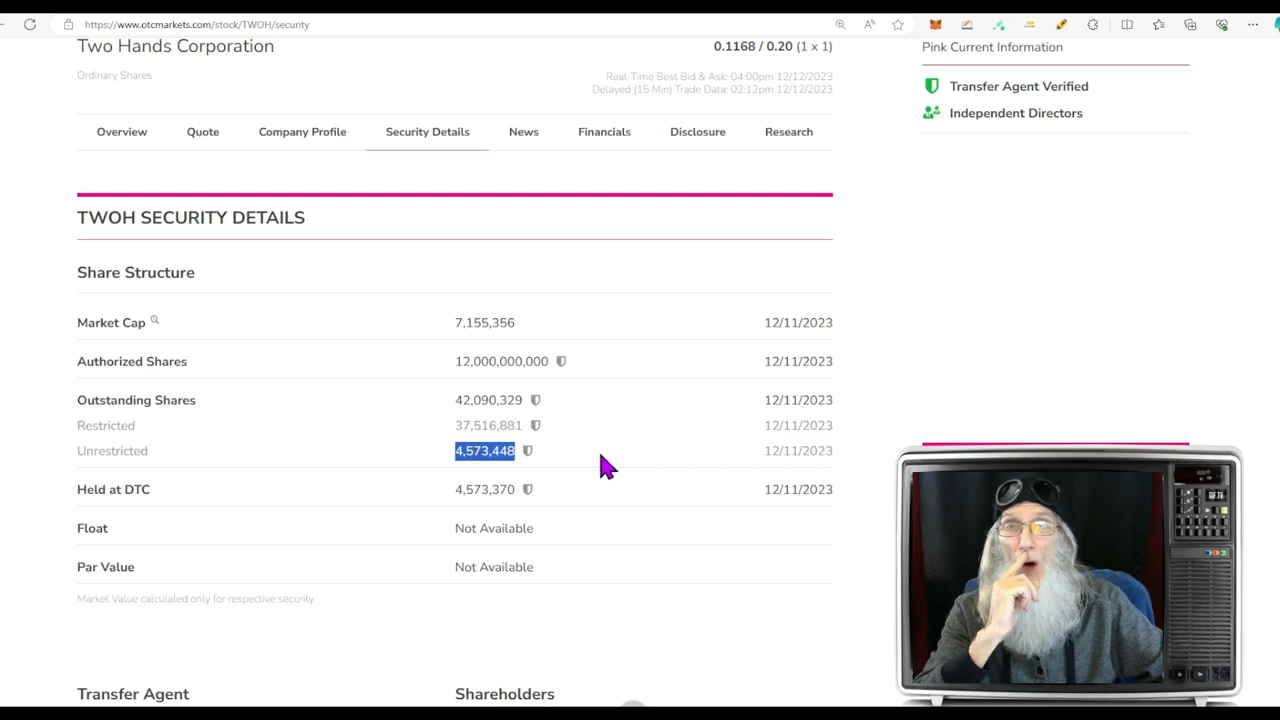 https://www.otcmarkets.com/stock/TWOH/security
Two Hands Corporation
0.1168 / 0.20 (1 x 1)
Ordinary Shares
Real-Time Best Bid & Ask: 04:00pm 12/12/2023
Delayed (15 Min) Trade Data: 02:12pm 12/12/2023
Pink Current Information
Transfer Agent Verified
Independent Directors
Overview Quote Company Profile Security Details News Financials Disclosure Research
TWOH SECURITY DETAILS
Share Structure
Market Cap 7,155,356 12/11/2023
Authorized Shares 12,000,000,000 12/11/2023
Outstanding Shares 42,090,329 12/11/2023
Restricted 37,516,881 12/11/2023
Unrestricted 4,573,448 12/11/2023
Held at DTC 4,573,370 12/11/2023
Float Not Available
Par Value Not Available
Market Value calculated only for respective security
Transfer Agent Shareholders